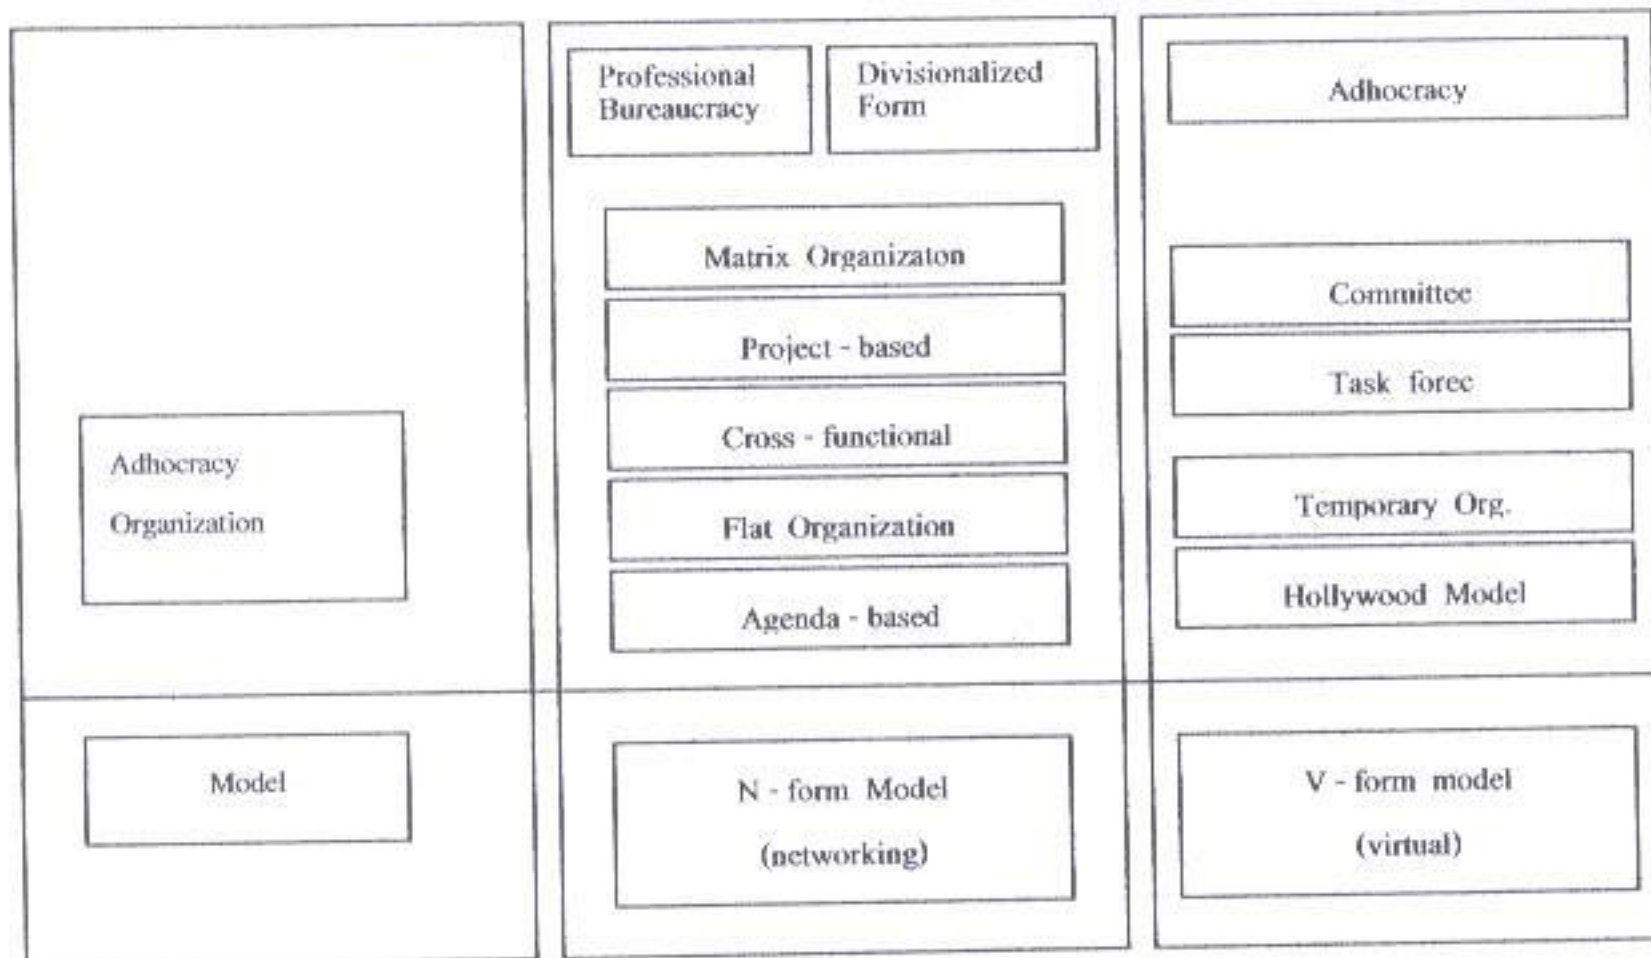 Professional
Bureaucracy
Divisionalized
Form
Adhocracy
Matrix Organizaton
Project - based
Cross - functional
Flat Organization
Agenda - based
Committee
Task forec
Temporary Org.
Hollywood Model
Adhocracy
Organization
Model
N - form Model
(networking)
V - form model
(virtual)